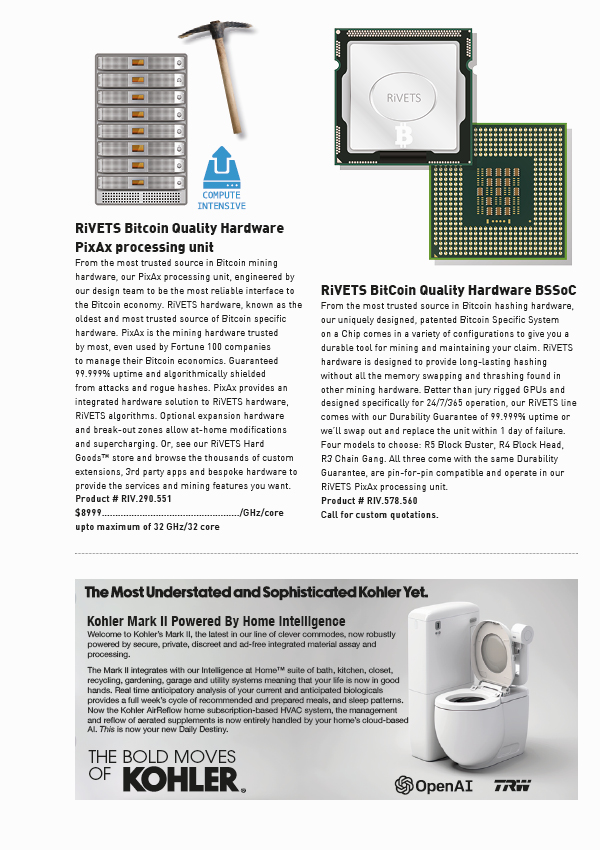 COMPUTE
INTENSIVE
RiVETS Bitcoin Quality Hardware
PixAx processing unit
From the most trusted source in Bitcoin mining
hardware, our PixAx processing unit, engineered by
our design team to be the most reliable interface to
the Bitcoin economy. RiVETS hardware, known as the
oldest and most trusted source of Bitcoin specific
hardware. PixAx is the mining hardware trusted
by most, even used by Fortune 100 companies
to manage their Bitcoin economics. Guaranteed
99.999% uptime and algorithmically shielded
from attacks and rogue hashes. PixAx provides an
integrated hardware solution to RiVETS hardware,
RiVETS algorithms. Optional expansion hardware
and break-out zones allow at-home modifications
and supercharging. Or, see our RiVETS Hard
Goods™ store and browse the thousands of custom
extensions, 3rd party apps and bespoke hardware to
provide the services and mining features you want.
Product # RIV.290.551
$8999..................................................../GHz/core
upto maximum of 32 GHz/32 core
RiVETS
RiVETS BitCoin Quality Hardware BSSoC
From the most trusted source in Bitcoin hashing hardware,
our uniquely designed, patented Bitcoin Specific System
on a Chip comes in a variety of configurations to give you a
durable tool for mining and maintaining your claim. RiVETS
hardware is designed to provide long-lasting hashing
without all the memory swapping and thrashing found in
other mining hardware. Better than jury rigged GPUs and
designed specifically for 24/7/365 operation, our RiVETS line
comes with our Durability Guarantee of 99.999% uptime or
we'll swap out and replace the unit within 1 day of failure.
Four models to choose: R5 Block Buster, R4 Block Head,
R3 Chain Gang. All three come with the same Durability
Guarantee, are pin-for-pin compatible and operate in our
RiVETS PixAx processing unit.
Product # RIV.578.560
Call for custom quotations.
The Most Understated and Sophisticated Kohler Yet.
Kohler Mark II Powered By Home Intelligence
Welcome to Kohler's Mark II, the latest in our line of clever commodes, now robustly
powered by secure, private, discreet and ad-free integrated material assay and
processing.
The Mark II integrates with our Intelligence at Home™ suite of bath, kitchen, closet,
recycling, gardening, garage and utility systems meaning that your life is now in good
hands. Real time anticipatory analysis of your current and anticipated biologicals
provides a full week's cycle of recommended and prepared meals, and sleep patterns.
Now the Kohler AirReflow home subscription-based HVAC system, the management
and reflow of aerated supplements is now entirely handled by your home's cloud-based
AI. This is now your new Daily Destiny.
THE BOLD MOVES
OF KOHLER®
OpenAI TRW